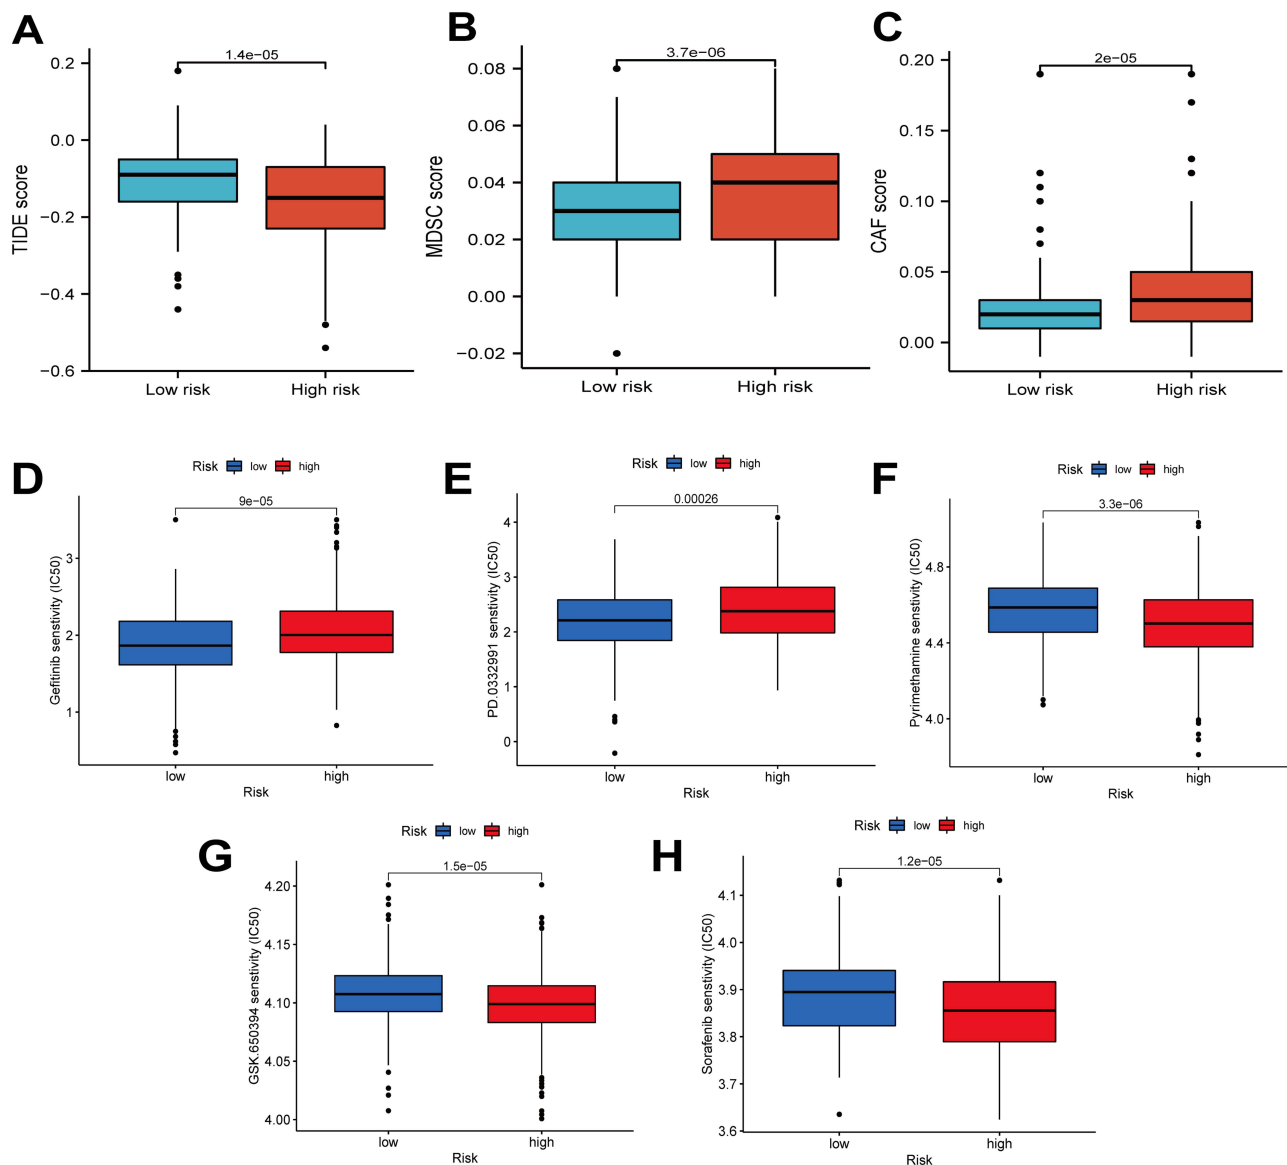 A
B
C
TIDE score
0.2
0.0
−0.2
−0.4
−0.6
1.4e−05
Low risk
High risk
MDSC score
0.08
0.06
0.04
0.02
0.00
−0.02
3.7e−06
Low risk
High risk
CAF score
0.20
0.15
0.10
0.05
0.00
2e−05
Low risk
High risk
D
Risk low high
Gefitinib senstivity (IC50)
3
2
1
9e−05
low
high
Risk
E
Risk low high
PD.0332991 senstivity (IC50)
4
3
2
1
0
0.00026
low
high
Risk
F
Risk low high
Pyrimethamine senstivity (IC50)
4.8
4.4
4.0
3.3e−06
low
high
Risk
G
Risk low high
GSK.650394 senstivity (IC50)
4.20
4.15
4.10
4.05
4.00
1.5e−05
low
high
Risk
H
Risk low high
Sorafenib senstivity (IC50)
4.1
4.0
3.9
3.8
3.7
3.6
1.2e−05
low
high
Risk